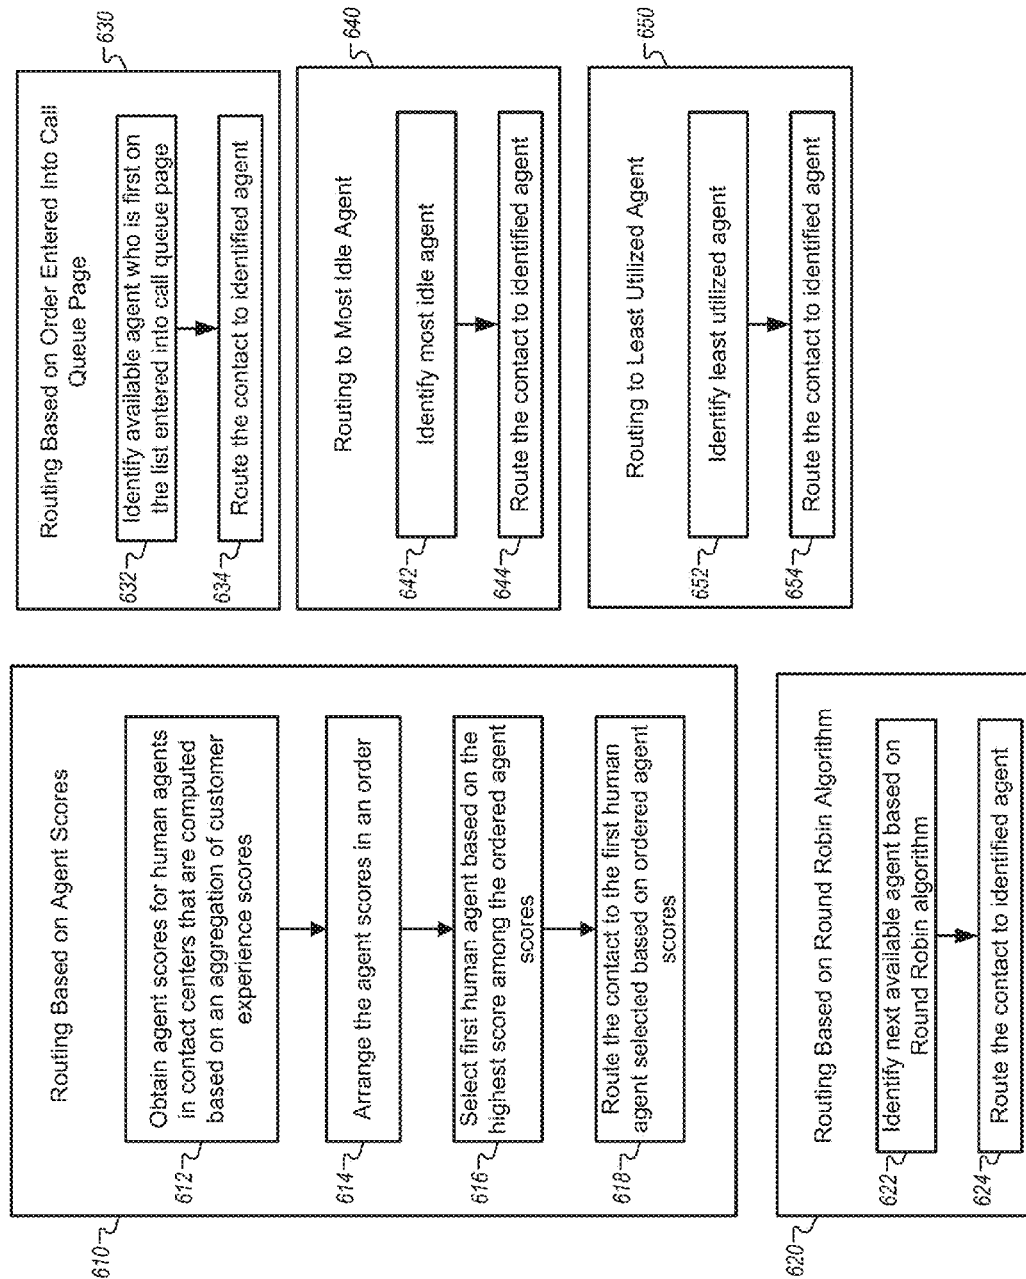 610
Routing Based on Agent Scores
612
Obtain agent scores for human agents
in contact centers that are computed
based on an aggregation of customer
experience scores
614
Arrange the agent scores in an order
616
Select first human agent based on the
highest score among the ordered agent
scores
618
Route the contact to the first human
agent selected based on ordered agent
scores
620
Routing Based on Round Robin Algorithm
622
Identify next available agent based on
Round Robin algorithm
624
Route the contact to identified agent
630
Routing Based on Order Entered Into Call
Queue Page
632
Identify available agent who is first on
the list entered into call queue page
634
Route the contact to identified agent
640
Routing to Most Idle Agent
642
Identify most idle agent
644
Route the contact to identified agent
650
Routing to Least Utilized Agent
652
Identify least utilized agent
654
Route the contact to identified agent